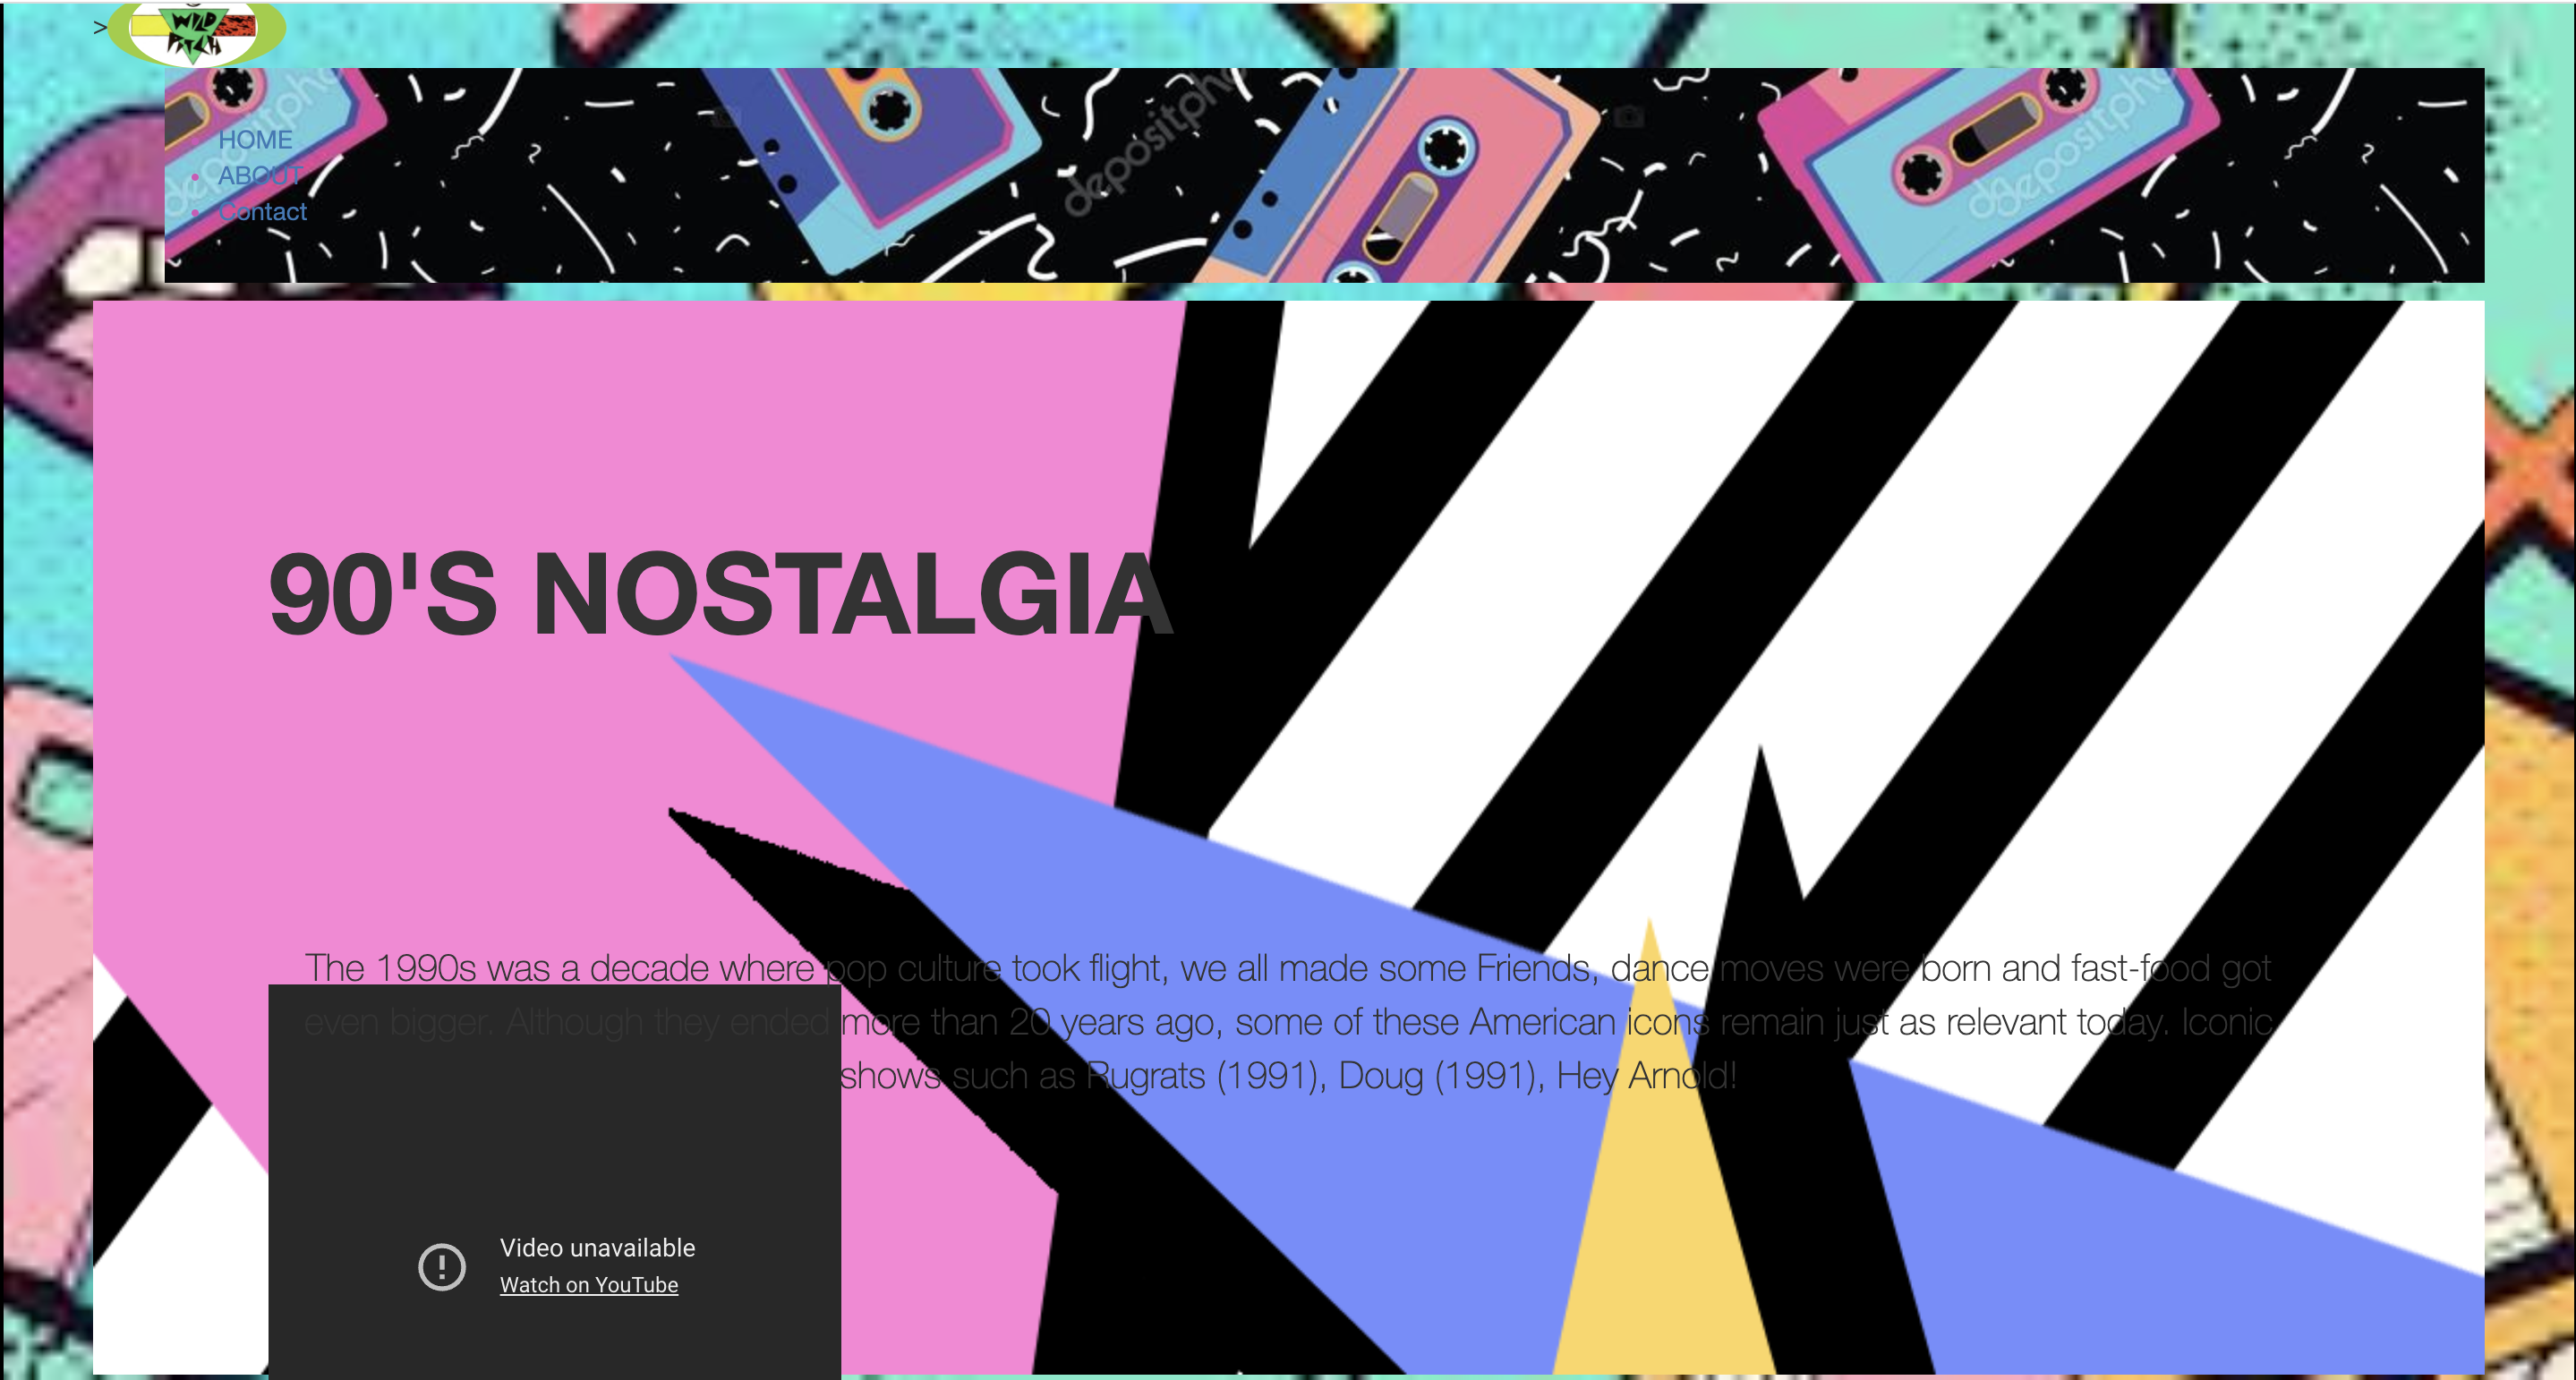 >
WILD
PITCH
HOME
ABOUT
Contact
depositpho
depositpho
depositpho
90'S NOSTALGIA
The 1990s was a decade where pop culture took flight, we all made some Friends, dance moves were born and fast-food got
even bigger. Although they ended more than 20 years ago, some of these American icons remain just as relevant today. Iconic
shows such as Rugrats (1991), Doug (1991), Hey Arnold!
Video unavailable
Watch on YouTube